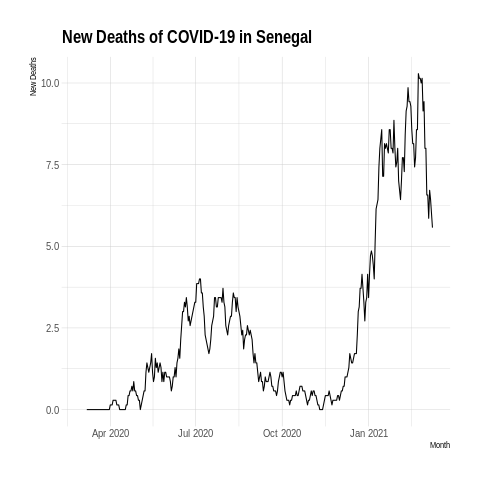 New Deaths of COVID-19 in Senegal
New Deaths
10.0
7.5
5.0
2.5
0.0
Apr 2020 Jul 2020 Oct 2020 Jan 2021
Month